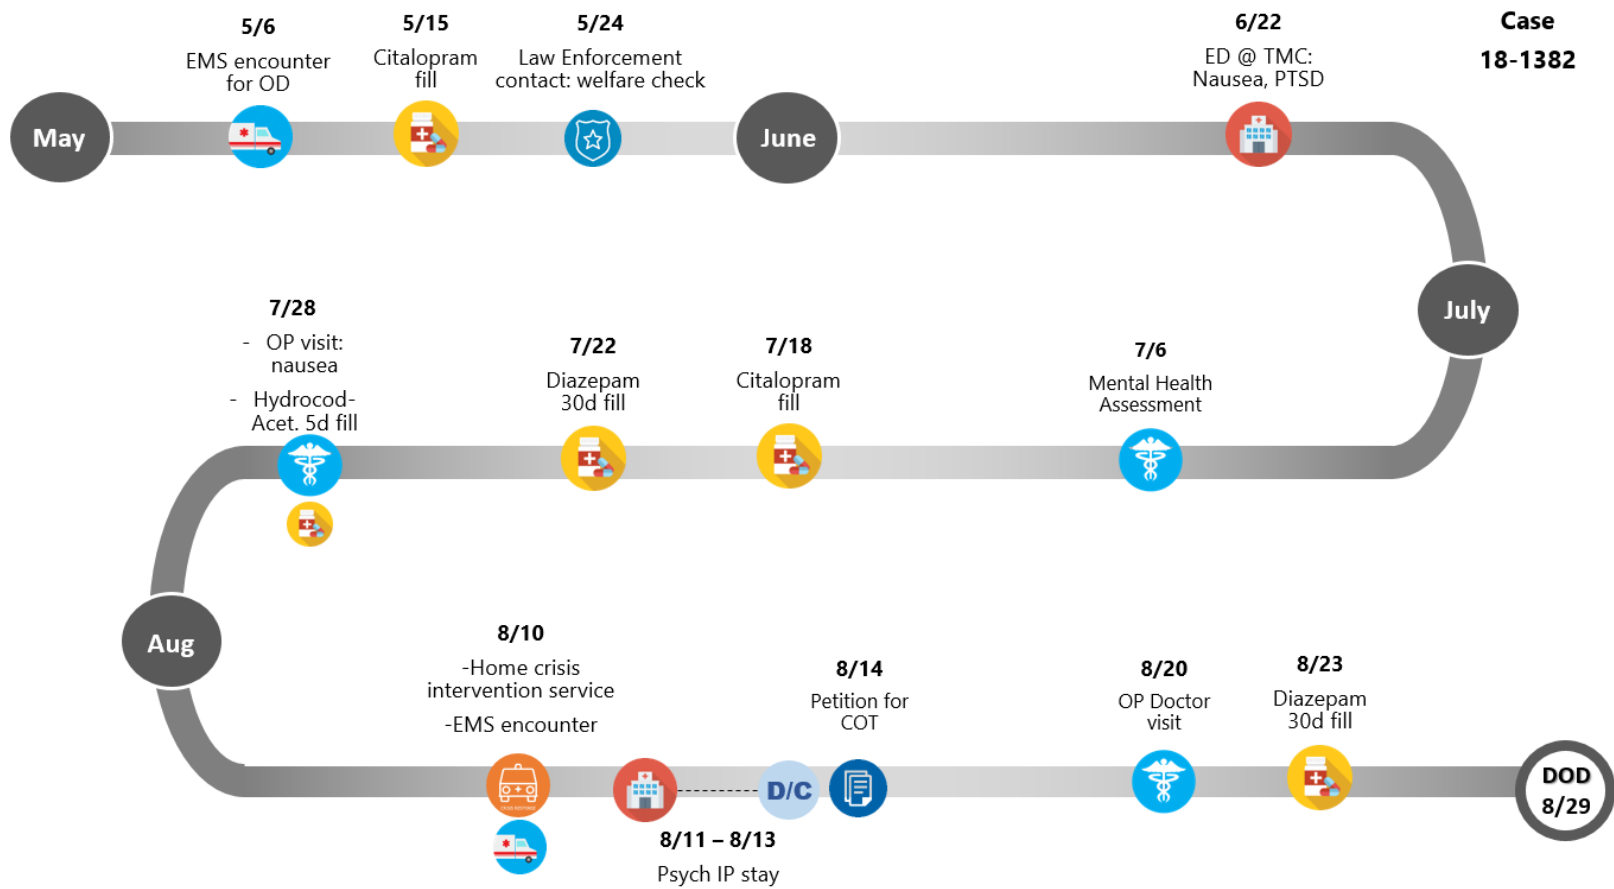 Case
18-1382
May
5/6
EMS encounter
for OD
5/15
Citalopram
fill
5/24
Law Enforcement
contact: welfare check
June
6/22
ED @ TMC:
Nausea, PTSD
July
7/6
Mental Health
Assessment
7/18
Citalopram
fill
7/22
Diazepam
30d fill
7/28
- OP visit:
nausea
- Hydrocod-
Acet. 5d fill
Aug
8/10
-Home crisis
intervention service
-EMS encounter
8/11 – 8/13
Psych IP stay
D/C
8/14
Petition for
COT
8/20
OP Doctor
visit
8/23
Diazepam
30d fill
DOD
8/29